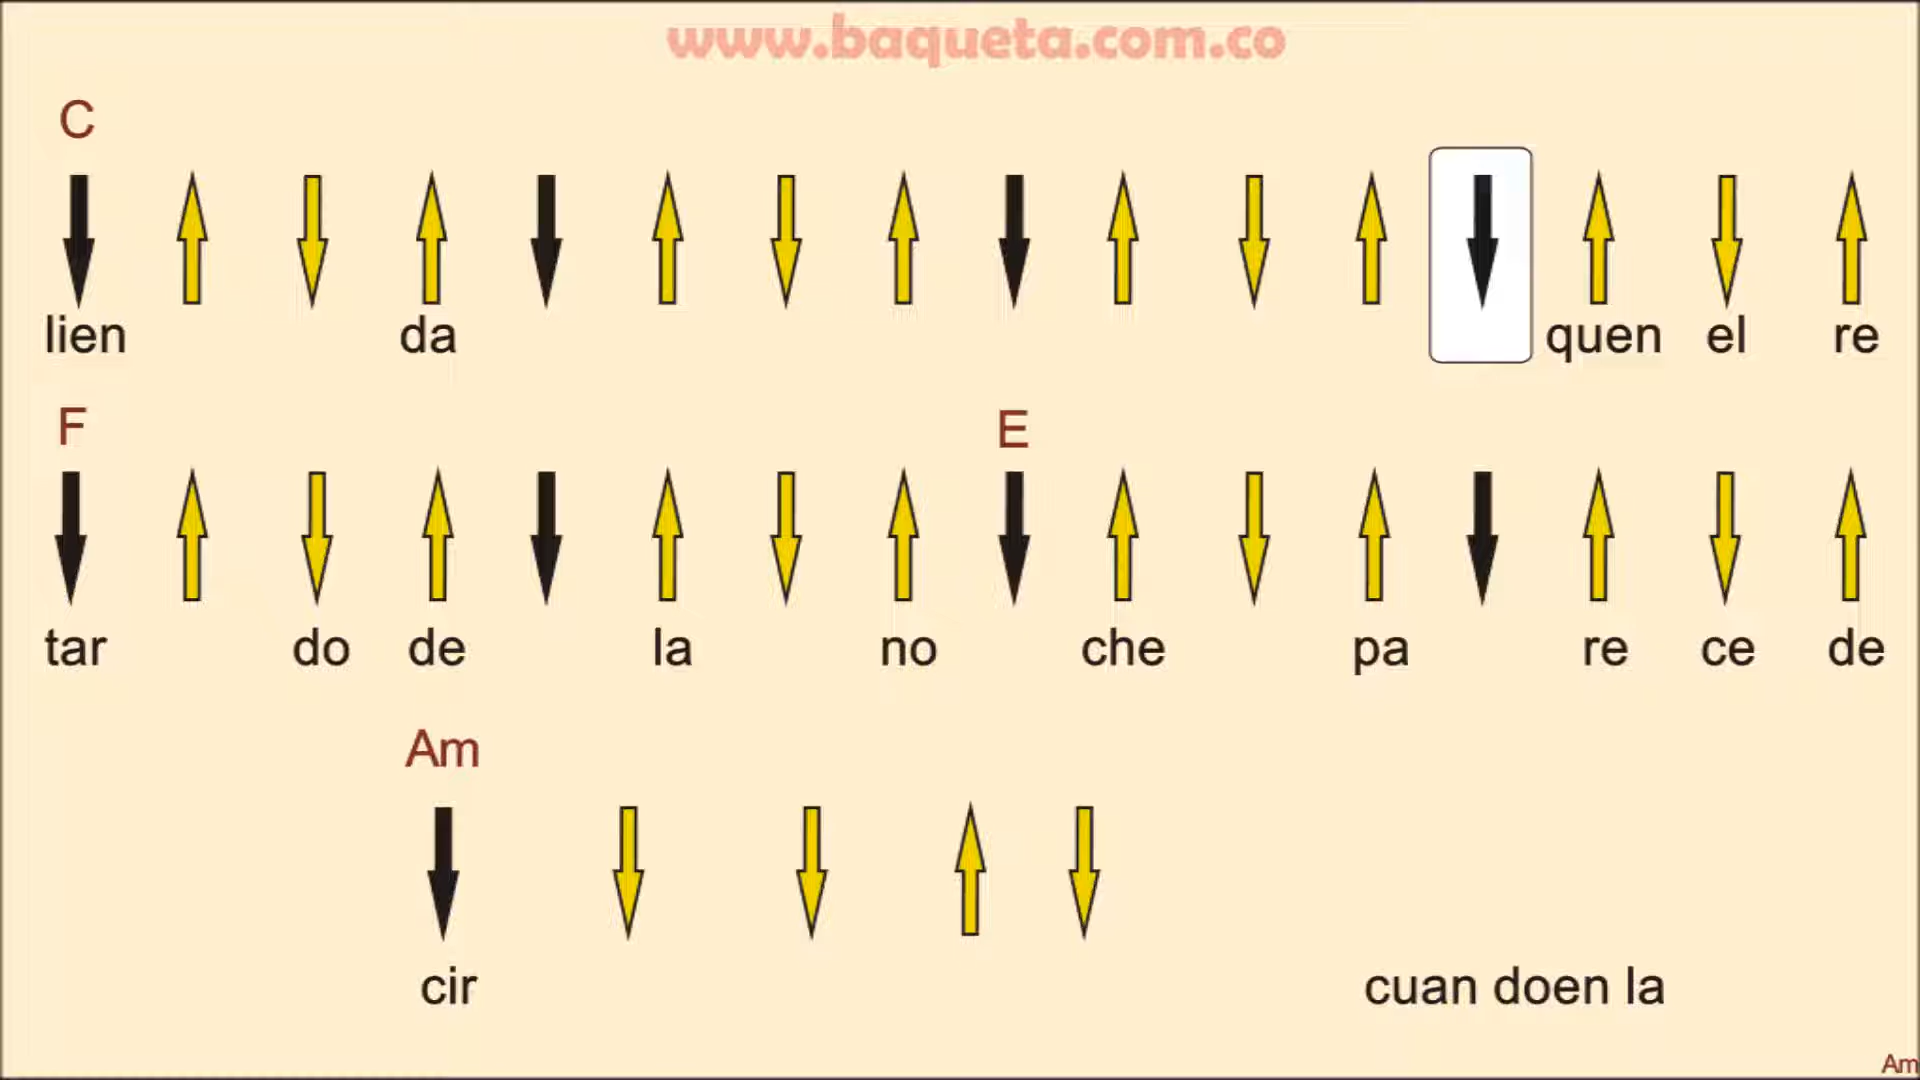 www.baqueta.com.co
C
lien da quen el re
F E
tar do de la no che pa re ce de
Am
cir cuan doen la
Am